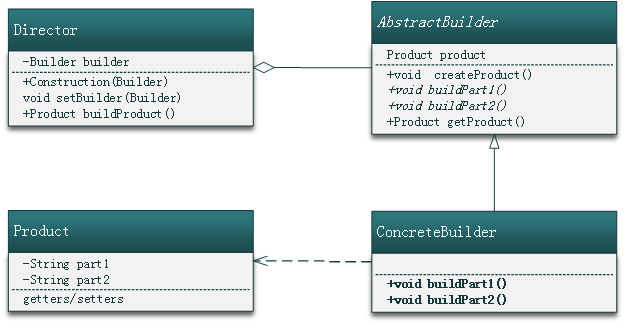 Director
-Builder builder
+Construction(Builder)
void setBuilder(Builder)
+Product buildProduct()
AbstractBuilder
Product product
+void createProduct()
+void buildPart1()
+void buildPart2()
+Product getProduct()
Product
-String part1
-String part2
getters/setters
ConcreteBuilder
+void buildPart1()
+void buildPart2()